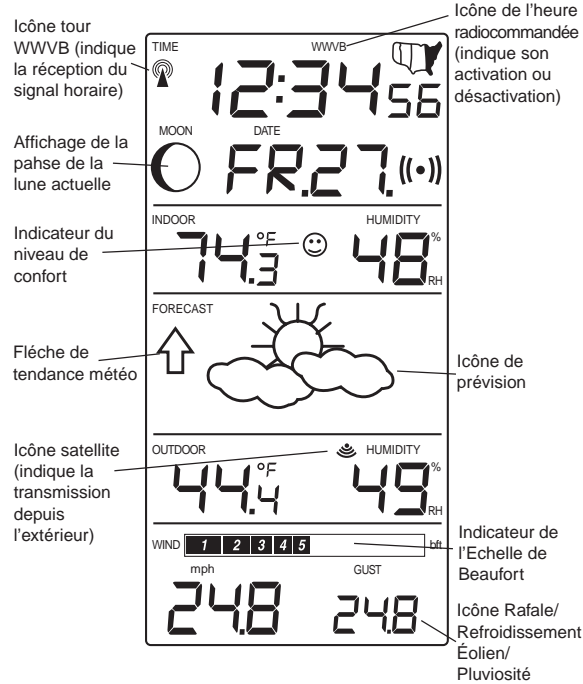 Icône tour
WWVB (indique
la réception du
signal horaire)
Icône de l'heure
radiocommandée
(indique son
activation ou
désactivation)
TIME
WWVB
12:34 56
Affichage de la
pahse de la
lune actuelle
MOON
DATE
FR.27.
Indicateur du
niveau de
confort
INDOOR
HUMIDITY
74.3 °F
48 % RH
FORECAST
Fléche de
tendance météo
Icône de
prévision
Icône satellite
(indique la
transmission
depuis
l'extérieur)
OUTDOOR
HUMIDITY
44.4 °F
49 % RH
WIND 1 2 3 4 5 bft
Indicateur de
l'Echelle de
Beaufort
mph
GUST
24.8
24.8
Icône Rafale/
Refroidissement
Éolien/
Pluviosité